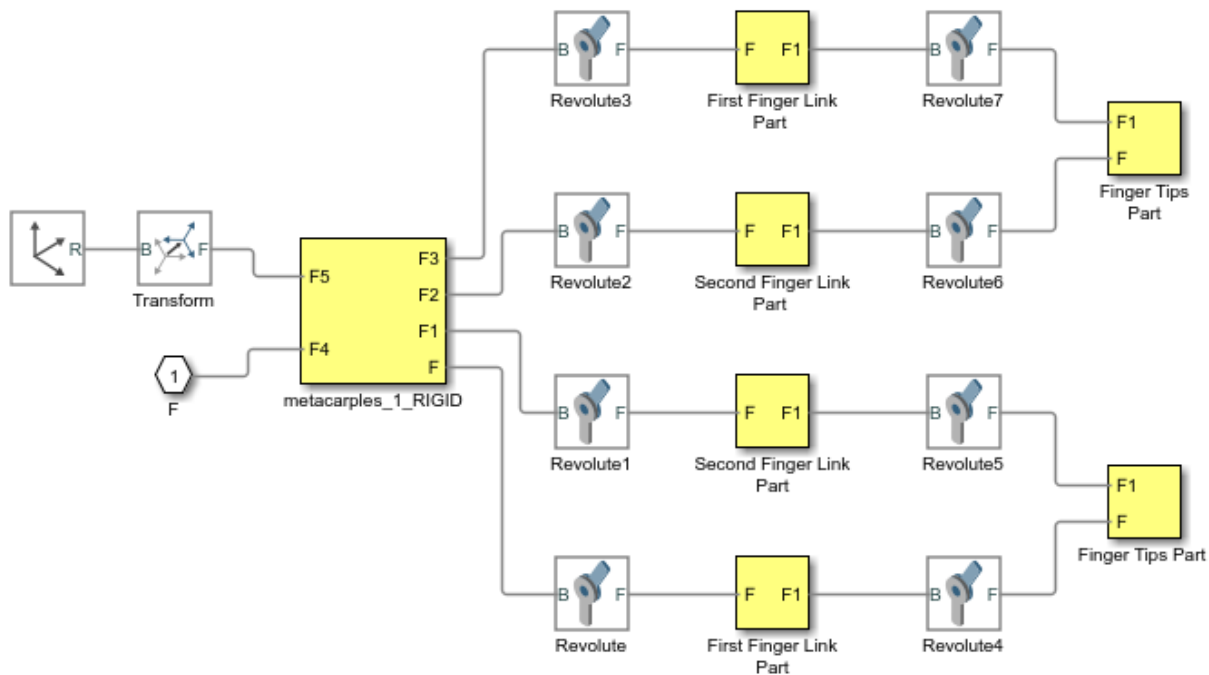 B F
Revolute3
F F1
First Finger Link
Part
B F
Revolute7
F1
F
Finger Tips
Part
R
B F
Transform
F5
F4
F3
F2
F1
F
metacarples_1_RIGID
1
F
B F
Revolute2
F F1
Second Finger Link
Part
B F
Revolute6
B F
Revolute1
F F1
Second Finger Link
Part
B F
Revolute5
F1
F
Finger Tips Part
B F
Revolute
F F1
First Finger Link
Part
B F
Revolute4